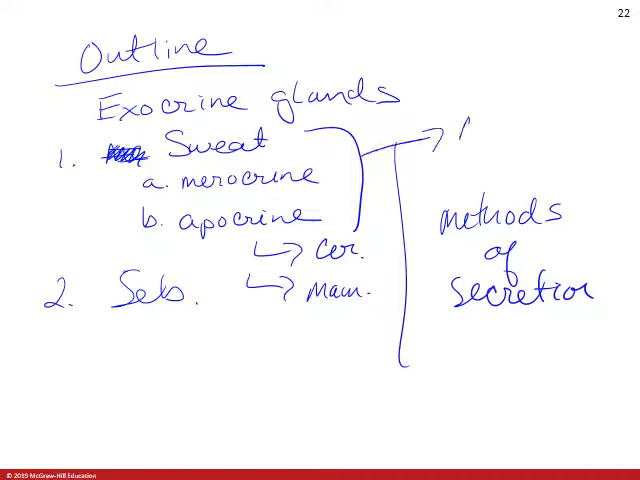 22
Outline
Exocrine glands
1. Sweat
a. merocrine
b. apocrine
cer.
mam.
2. Seb.
methods
of
secretion
© 2019 McGraw-Hill Education